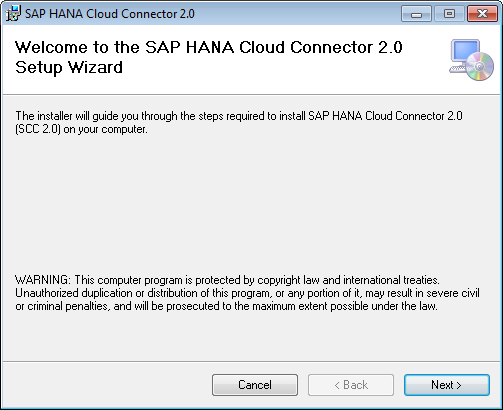 SAP HANA Cloud Connector 2.0
Welcome to the SAP HANA Cloud Connector 2.0
Setup Wizard
The installer will guide you through the steps required to install SAP HANA Cloud Connector 2.0
(SCC 2.0) on your computer.
WARNING: This computer program is protected by copyright law and international treaties.
Unauthorized duplication or distribution of this program, or any portion of it, may result in severe civil
or criminal penalties, and will be prosecuted to the maximum extent possible under the law.
Cancel < Back Next >